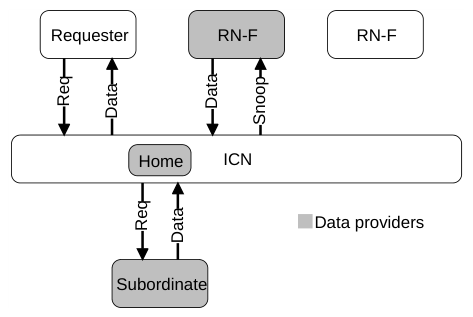 Requester
RN-F
RN-F
Req
Data
Data
Snoop
Home
ICN
Req
Data
Data providers
Subordinate